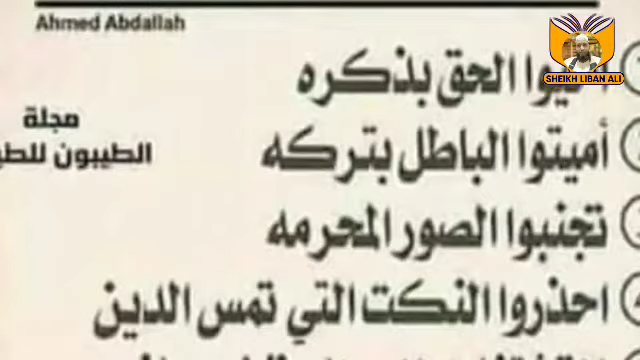 Ahmed Abdallah
SHEIKH LIBAN ALI
بذكره الحق
مجلة
الطيبون
أميتوا الباطل بتركه
تجنبوا الصور المحرمه
احذروا النكت التي تمس الدين